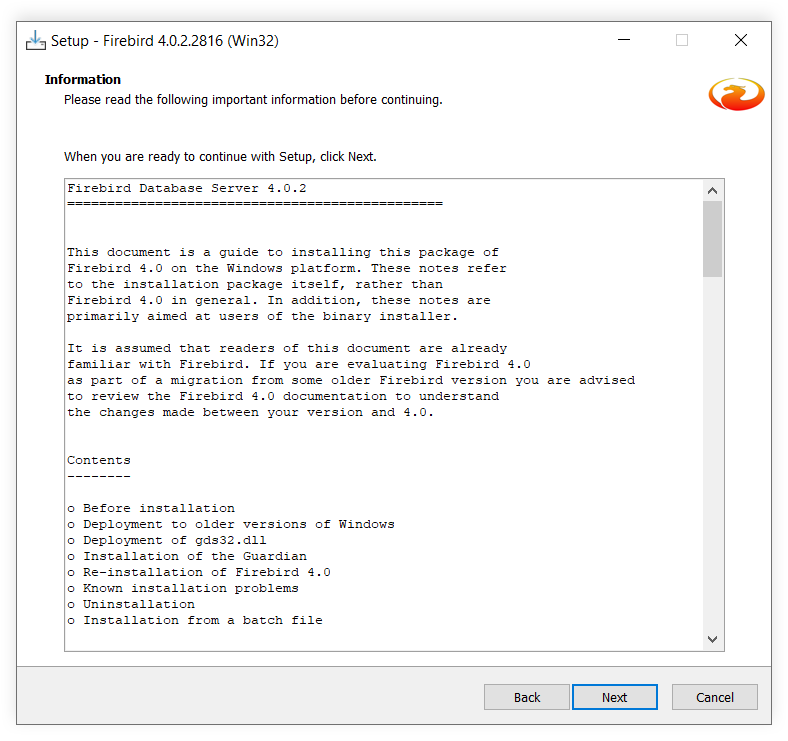 Setup - Firebird 4.0.2.2816 (Win32)
Information
Please read the following important information before continuing.
When you are ready to continue with Setup, click Next.
Firebird Database Server 4.0.2
===============================================
This document is a guide to installing this package of
Firebird 4.0 on the Windows platform. These notes refer
to the installation package itself, rather than
Firebird 4.0 in general. In addition, these notes are
primarily aimed at users of the binary installer.
It is assumed that readers of this document are already
familiar with Firebird. If you are evaluating Firebird 4.0
as part of a migration from some older Firebird version you are advised
to review the Firebird 4.0 documentation to understand
the changes made between your version and 4.0.
Contents
--------
o Before installation
o Deployment to older versions of Windows
o Deployment of gds32.dll
o Installation of the Guardian
o Re-installation of Firebird 4.0
o Known installation problems
o Uninstallation
o Installation from a batch file
Back
Next
Cancel